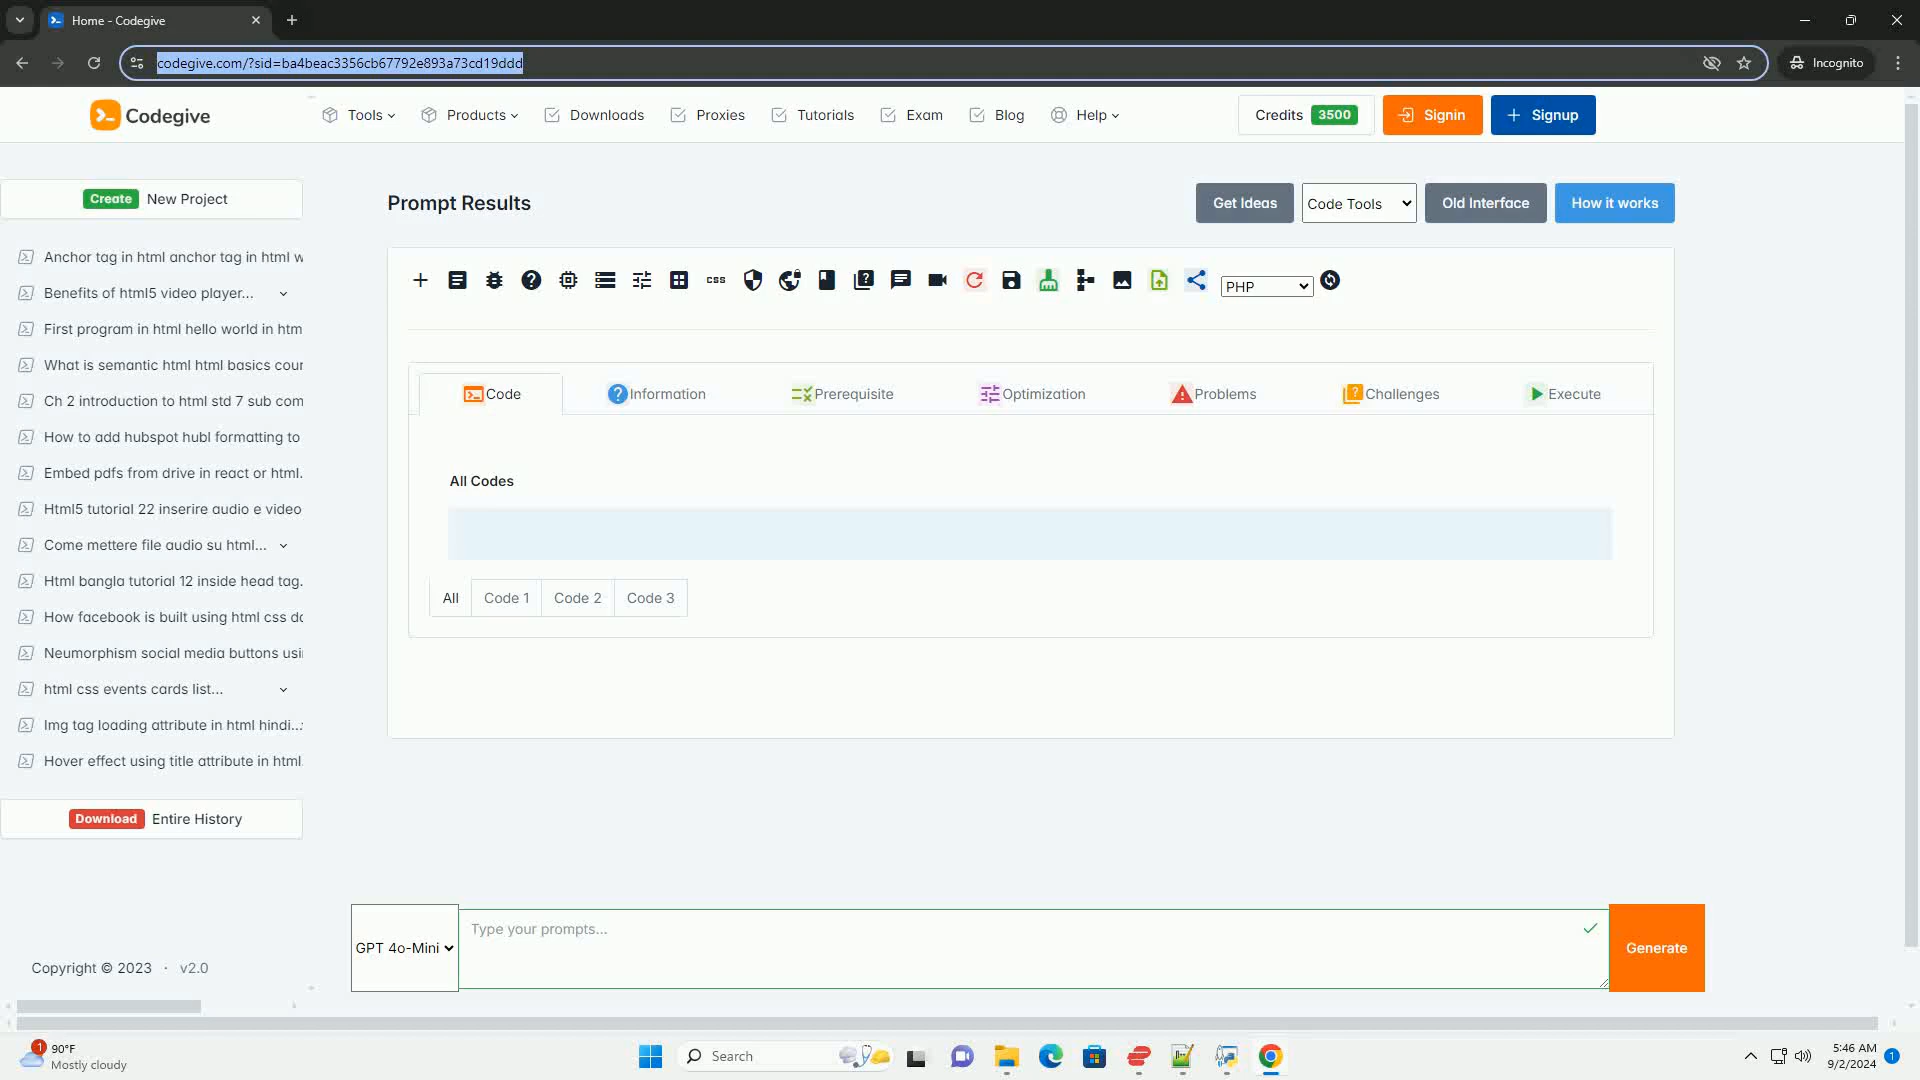 Home - Codegive
codegive.com/?sid=ba4beac3356cb67792e893a73cd19ddd
Incognito
Codegive
Tools
Products
Downloads
Proxies
Tutorials
Exam
Blog
Help
Credits 3500
Signin
Signup
Create New Project
Anchor tag in html anchor tag in html w
Benefits of html5 video player...
First program in html hello world in htm
What is semantic html html basics cour
Ch 2 introduction to html std 7 sub com
How to add hubspot hubl formatting to
Embed pdfs from drive in react or html.
Html5 tutorial 22 inserire audio e video
Come mettere file audio su html...
Html bangla tutorial 12 inside head tag.
How facebook is built using html css da
Neumorphism social media buttons usi
html css events cards list...
Img tag loading attribute in html hindi...
Hover effect using title attribute in html
Download Entire History
Copyright © 2023 · v2.0
Prompt Results
Get Ideas
Code Tools
Old Interface
How it works
css
PHP
Code
Information
Prerequisite
Optimization
Problems
Challenges
Execute
All Codes
All
Code 1
Code 2
Code 3
GPT 4o-Mini
Type your prompts...
Generate
1
90°F
Mostly cloudy
Search
5:46 AM
9/2/2024
1